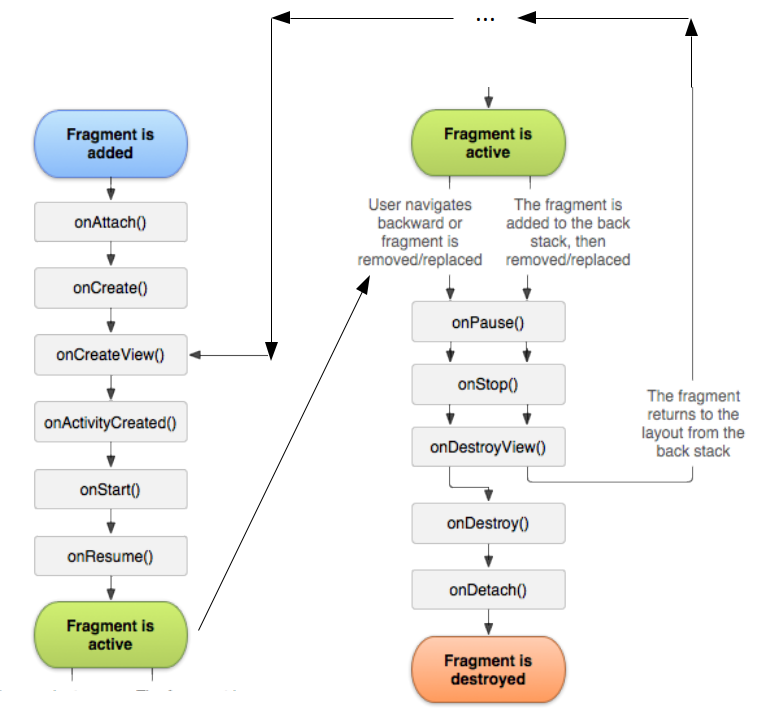 ...
Fragment is
added
onAttach()
onCreate()
onCreateView()
onActivityCreated()
onStart()
onResume()
Fragment is
active
Fragment is
active
User navigates
backward or
fragment is
removed/replaced
The fragment is
added to the back
stack, then
removed/replaced
onPause()
onStop()
onDestroyView()
The fragment
returns to the
layout from the
back stack
onDestroy()
onDetach()
Fragment is
destroyed